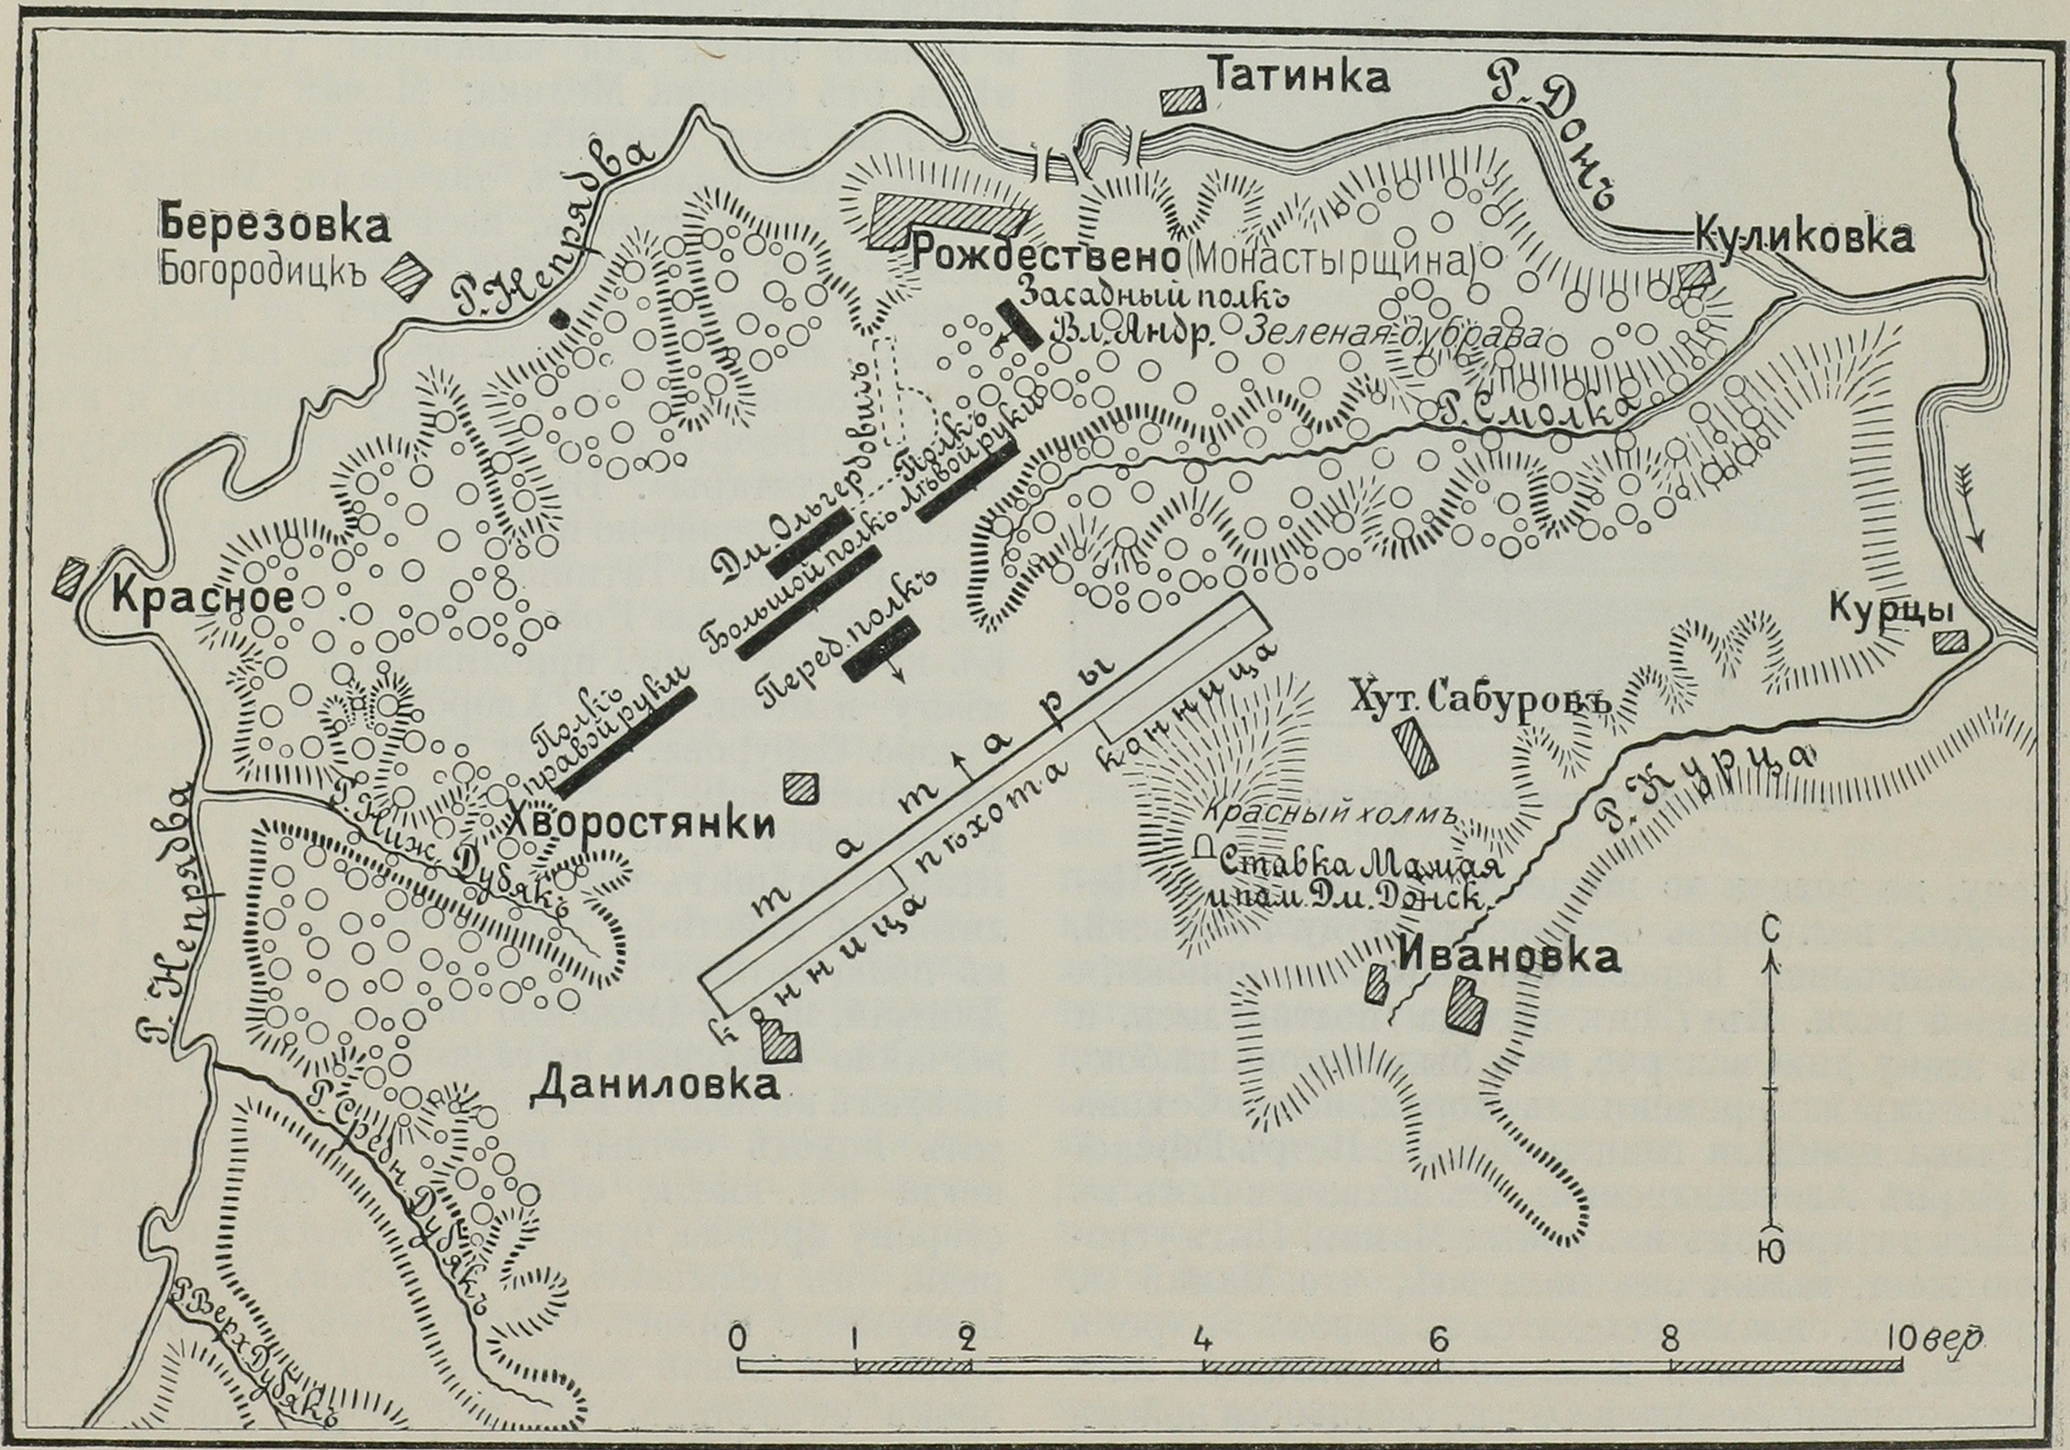 Татинка
Р. Донъ
Р. Непрядва
Березовка
Богородицкъ
Куликовка
Рождествено (Монастырщина)
Засадный полкъ
Вл. Андр.
Зеленая дубрава
Р. Смолка
Полкъ
лѣвой руки
Дм. Ольгердовичъ
Большой полкъ
Перед. полкъ
Полкъ
правой руки
Красное
Курцы
Хут. Сабуровъ
Р. Курца
татары
конница
пѣхота
конница
Хворостянки
Р. Ниж. Дубякъ
Р. Непрядва
Красный холмъ
Ставка Мамая
и пам. Дм. Донск.
Ивановка
Даниловка
Р. Средн. Дубякъ
Р. Верх Дубякъ
С
Ю
0 1 2 4 6 8 10 вер.